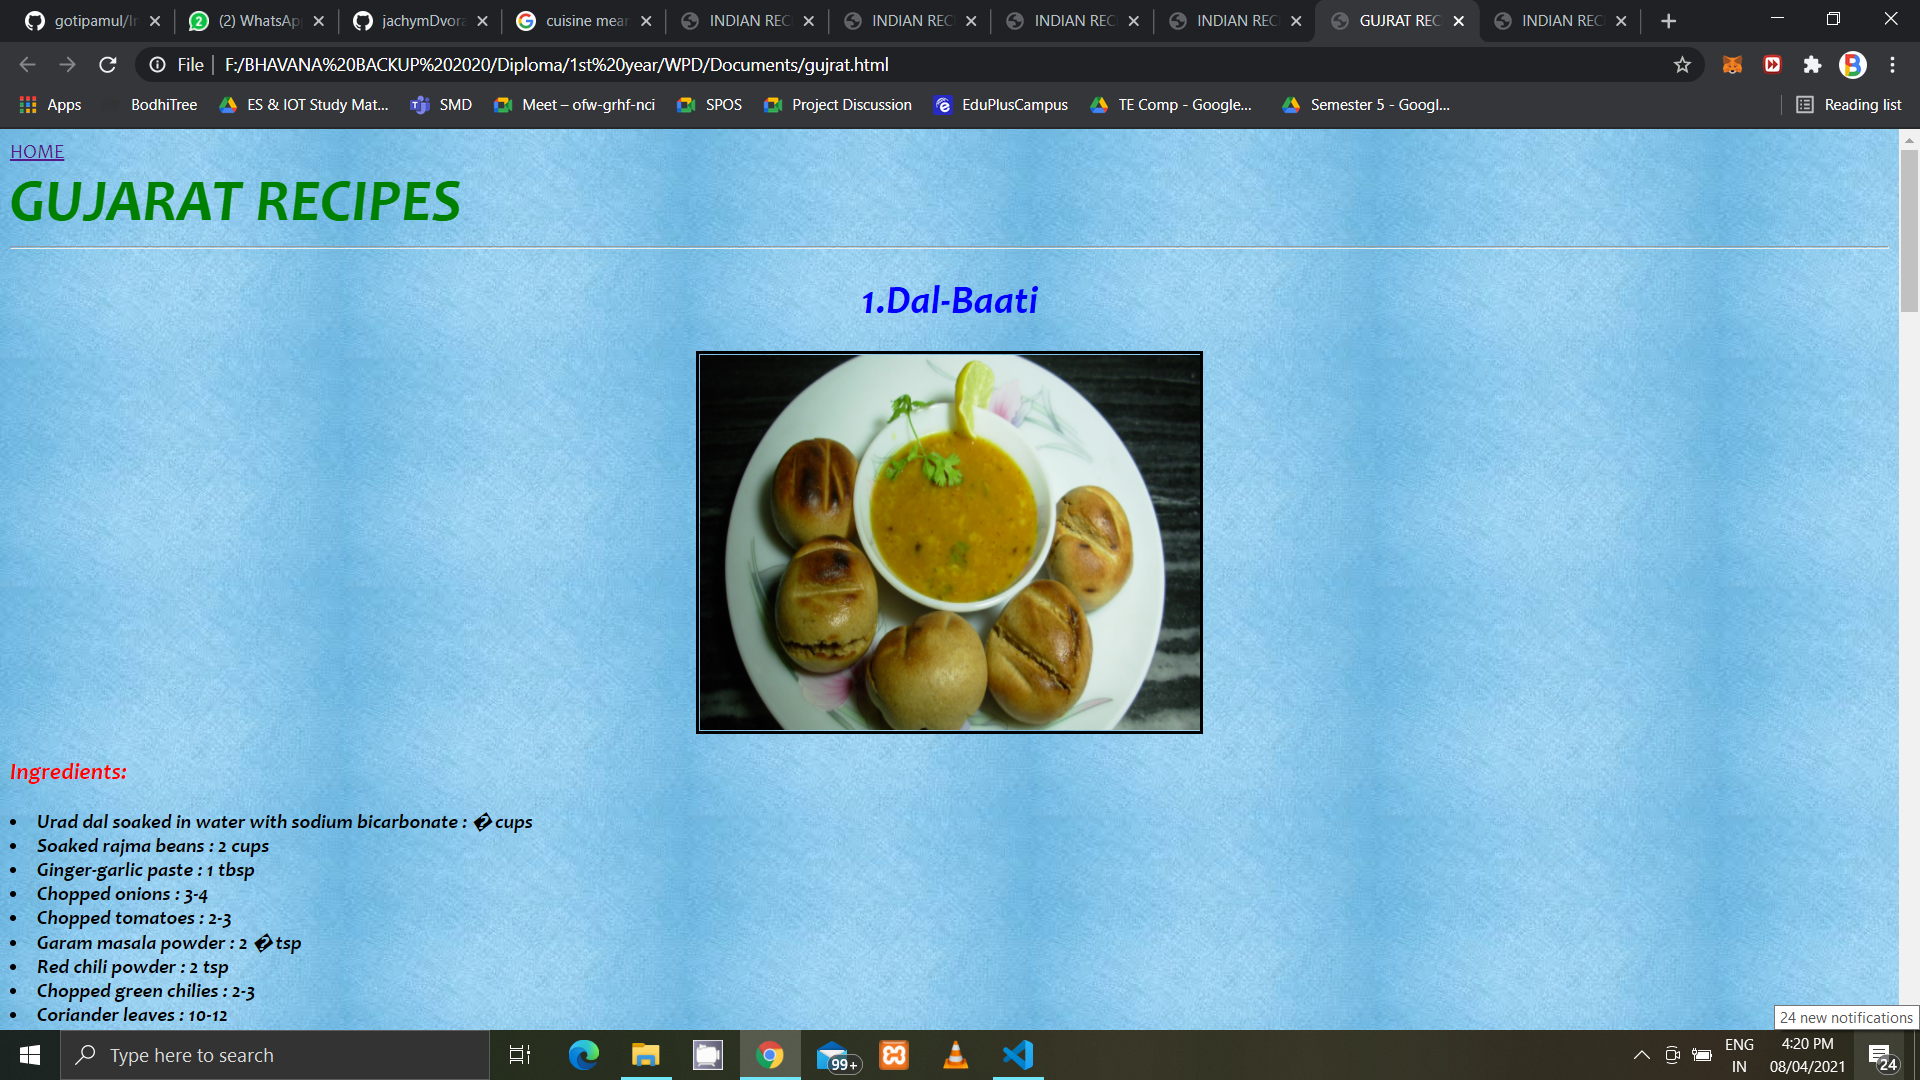 gotipamul/In
(2) WhatsApp
jachymDvora
cuisine mean
INDIAN REC
INDIAN REC
INDIAN REC
INDIAN REC
GUJRAT REC
INDIAN REC
File | F:/BHAVANA%20BACKUP%202020/Diploma/1st%20year/WPD/Documents/gujrat.html
Apps BodhiTree ES & IOT Study Mat... SMD Meet – ofw-grhf-nci SPOS Project Discussion EduPlusCampus TE Comp - Google... Semester 5 - Googl... Reading list
HOME
GUJARAT RECIPES
1.Dal-Baati
Ingredients:
• Urad dal soaked in water with sodium bicarbonate : � cups
• Soaked rajma beans : 2 cups
• Ginger-garlic paste : 1 tbsp
• Chopped onions : 3-4
• Chopped tomatoes : 2-3
• Garam masala powder : 2 � tsp
• Red chili powder : 2 tsp
• Chopped green chilies : 2-3
• Coriander leaves : 10-12
24 new notifications
Type here to search
99+
ENG
IN
4:20 PM
08/04/2021
24